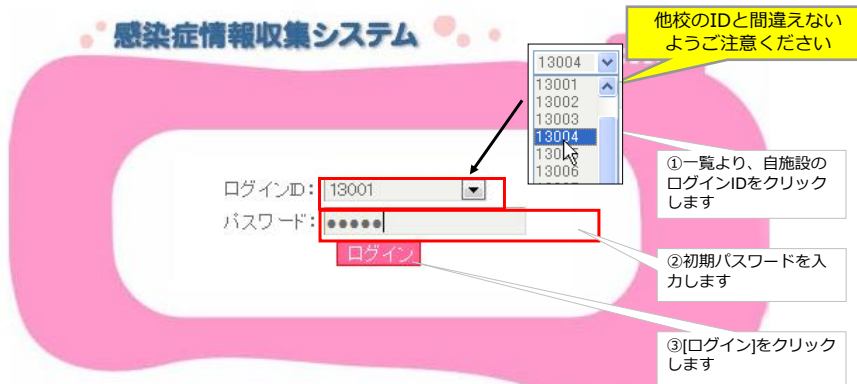 感染症情報収集システム
他校のIDと間違えない
ようご注意ください
13004
13001
13002
13003
13004
13006
①一覧より、自施設の
ログインIDをクリック
します
ログインID: 13001
パスワード: ●●●●●
ログイン
②初期パスワードを入
力します
③[ログイン]をクリック
します